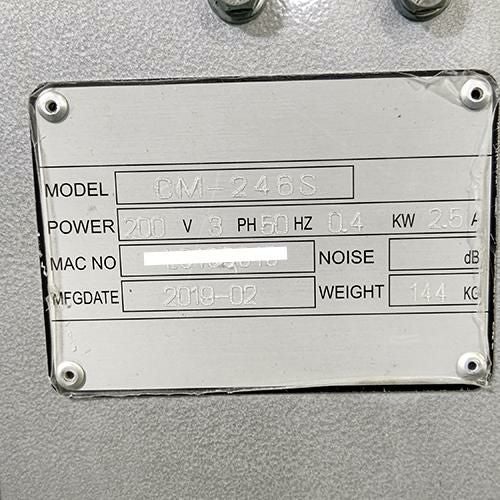 MODEL CM-246S
POWER 200 V 3 PH 50 HZ 0.4 KW 2.5 A
MAC NO NOISE dB
MFGDATE 2019-02 WEIGHT 144 KG